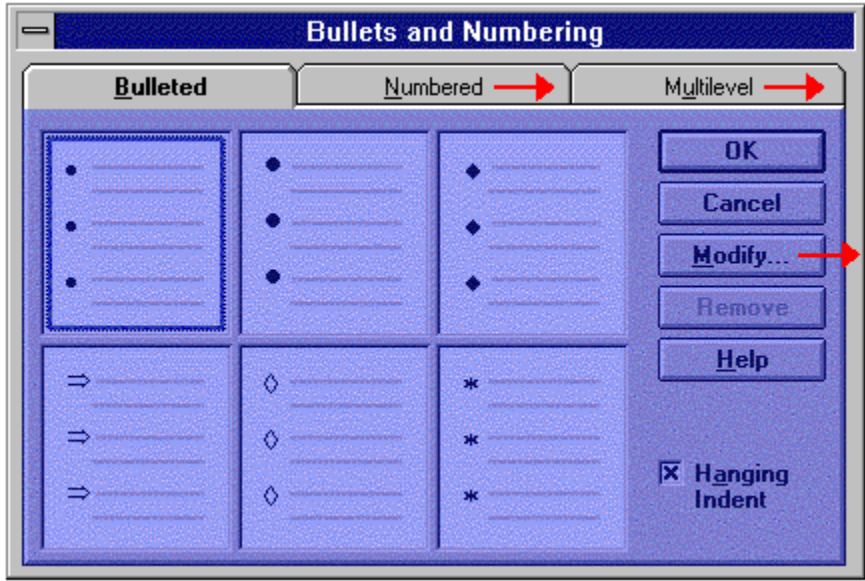 Bullets and Numbering
Bulleted
Numbered
Multilevel
OK
Cancel
Modify...
Remove
Help
Hanging
Indent